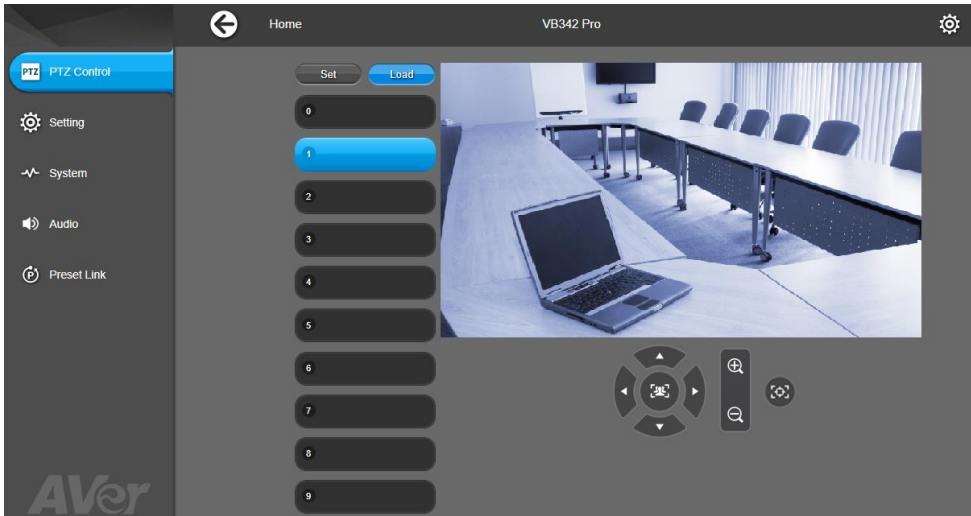 Home
VB342 Pro
PTZ PTZ Control
Setting
System
Audio
P Preset Link
Set
Load
0
1
2
3
4
5
6
7
8
9
AVer